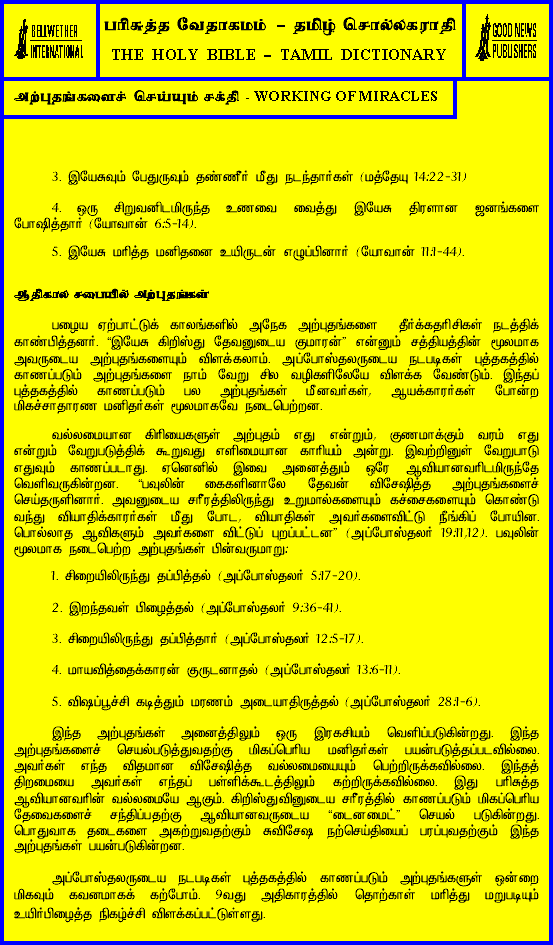 BELLWETHER
INTERNATIONAL
பரிசுத்த வேதாகமம் – தமிழ் சொல்லகராதி
THE HOLY BIBLE – TAMIL DICTIONARY
GOOD NEWS
PUBLISHERS
அற்புதங்களைச் செய்யும் சக்தி - WORKING OF MIRACLES
3. இயேசுவும் பேதுருவும் தண்ணீர் மீது நடந்தார்கள் (மத்தேயு 14:22-31)
4. ஒரு சிறுவனிடமிருந்த உணவை வைத்து இயேசு திரளான ஜனங்களை
போஷித்தார் (யோவான் 6:5-14).
5. இயேசு மரித்த மனிதனை உயிருடன் எழுப்பினார் (யோவான் 11:1-44).
ஆதிகால சபையில் அற்புதங்கள்
பழைய ஏற்பாட்டுக் காலங்களில் அநேக அற்புதங்களை தீர்க்கதரிசிகள் நடத்திக்
காண்பித்தனர். “இயேசு கிறிஸ்து தேவனுடைய குமாரன்” என்னும் சத்தியத்தின் மூலமாக
அவருடைய அற்புதங்களையும் விளக்கலாம். அப்போஸ்தலருடைய நடபடிகள் புத்தகத்தில்
காணப்படும் அற்புதங்களை நாம் வேறு சில வழிகளிலேயே விளக்க வேண்டும். இந்தப்
புத்தகத்தில் காணப்படும் பல அற்புதங்கள் மீனவர்கள், ஆயக்காரர்கள் போன்ற
மிகச்சாதாரண மனிதர்கள் மூலமாகவே நடைபெற்றன.
வல்லமையான கிரியைகளுள் அற்புதம் எது என்றும், குணமாக்கும் வரம் எது
என்றும் வேறுபடுத்திக் கூறுவது எளிமையான காரியம் அன்று. இவற்றினுள் வேறுபாடு
எதுவும் காணப்படாது. ஏனெனில் இவை அனைத்தும் ஒரே ஆவியானவரிடமிருந்தே
வெளிவருகின்றன. “பவுலின் கைகளினாலே தேவன் விசேஷித்த அற்புதங்களைச்
செய்தருளினார். அவனுடைய சரீரத்திலிருந்து உறுமால்களையும் கச்சைகளையும் கொண்டு
வந்து வியாதிக்காரர்கள் மீது போட, வியாதிகள் அவர்களைவிட்டு நீங்கிப் போயின.
பொல்லாத ஆவிகளும் அவர்களை விட்டுப் புறப்பட்டன” (அப்போஸ்தலர் 19:11,12). பவுலின்
மூலமாக நடைபெற்ற அற்புதங்கள் பின்வருமாறு:
1. சிறையிலிருந்து தப்பித்தல் (அப்போஸ்தலர் 5:17-20).
2. இறந்தவள் பிழைத்தல் (அப்போஸ்தலர் 9:36-41).
3. சிறையிலிருந்து தப்பித்தார் (அப்போஸ்தலர் 12:5-17).
4. மாயவித்தைக்காரன் குருடனாதல் (அப்போஸ்தலர் 13:6-11).
5. விஷப்பூச்சி கடித்தும் மரணம் அடையாதிருத்தல் (அப்போஸ்தலர் 28:1-6).
இந்த அற்புதங்கள் அனைத்திலும் ஒரு இரகசியம் வெளிப்படுகின்றது. இந்த
அற்புதங்களைச் செயல்படுத்துவதற்கு மிகப்பெரிய மனிதர்கள் பயன்படுத்தப்படவில்லை.
அவர்கள் எந்த விதமான விசேஷித்த வல்லமையையும் பெற்றிருக்கவில்லை. இந்தத்
திறமையை அவர்கள் எந்தப் பள்ளிக்கூடத்திலும் கற்றிருக்கவில்லை. இது பரிசுத்த
ஆவியானவரின் வல்லமையே ஆகும். கிறிஸ்துவினுடைய சரீரத்தில் காணப்படும் மிகப்பெரிய
தேவைகளைச் சந்திப்பதற்கு ஆவியானவருடைய “டைனமைட்” செயல் படுகின்றது.
பொதுவாக தடைகளை அகற்றுவதற்கும் சுவிசேஷ நற்செய்தியைப் பரப்புவதற்கும் இந்த
அற்புதங்கள் பயன்படுகின்றன.
அப்போஸ்தலருடைய நடபடிகள் புத்தகத்தில் காணப்படும் அற்புதங்களுள் ஒன்றை
மிகவும் கவனமாகக் கற்போம். 9வது அதிகாரத்தில் தொற்காள் மரித்து மறுபடியும்
உயிர்பிழைத்த நிகழ்ச்சி விளக்கப்பட்டுள்ளது.